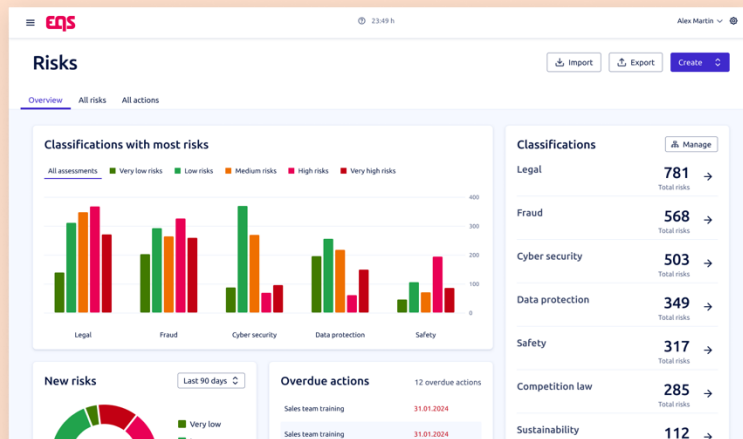 EQS
23:49 h
Alex Martin
Risks
Import
Export
Create
Overview
All risks
All actions
Classifications with most risks
All assessments
Very low risks
Low risks
Medium risks
High risks
Very high risks
400
300
200
100
0
Legal
Fraud
Cyber security
Data protection
Safety
Classifications
Manage
Legal
781
Total risks
Fraud
568
Total risks
Cyber security
503
Total risks
Data protection
349
Total risks
Safety
317
Total risks
Competition law
285
Total risks
Sustainability
112
New risks
Last 90 days
Very low
Overdue actions
12 overdue actions
Sales team training
31.01.2024
Sales team training
31.01.2024